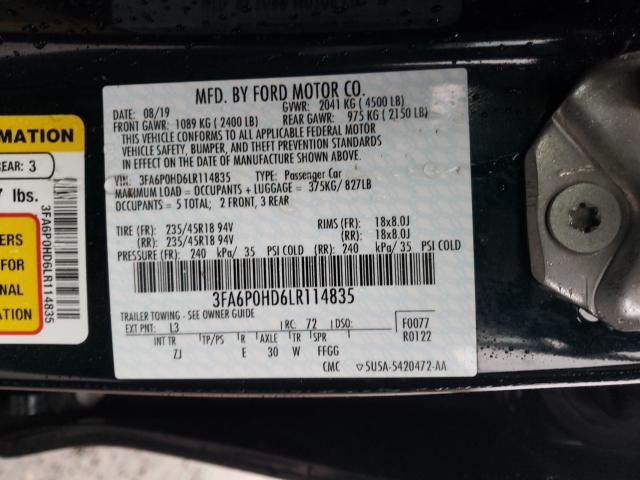 MFD. BY FORD MOTOR CO.
08/19 GVWR: 2041 KG ( 4500 LB)
FRONT GAWR: 1089 KG ( 2400 LB) REAR GAWR: 975 KG ( 2150 LB)
THIS VEHICLE CONFORMS TO ALL APPLICABLE FEDERAL MOTOR
VEHICLE SAFETY, BUMPER, AND THEFT PREVENTION STANDARDS
IN EFFECT ON THE DATE OF MANUFACTURE SHOWN ABOVE.
VIN: 3FA6P0HD6LR114835 TYPE: Passenger Car
MAXIMUM LOAD = OCCUPANTS + LUGGAGE = 375KG/ 827LB
OCCUPANTS = 5 TOTAL; 2 FRONT, 3 REAR
TIRE (FR): 235/45R18 94V RIMS (FR): 18x8.0J
(RR): 235/45R18 94V (RR): 18x8.0J
PRESSURE (FR): 240 kPa/ 35 PSI COLD (RR): 240 kPa/ 35 PSI COLD
3FA6P0HD6LR114835
TRAILER TOWING - SEE OWNER GUIDE
EXT PNT: L3 RC: 72 DSO: F0077
R0122
INT TR TP/PS R AXLE TR SPR
ZJ E 30 W FFGG
CMC 5U5A-5420472-AA
MATION
REAR: 3
lbs.
ERS
FOR
NAL
ION
3FA6P0HD6LR114835